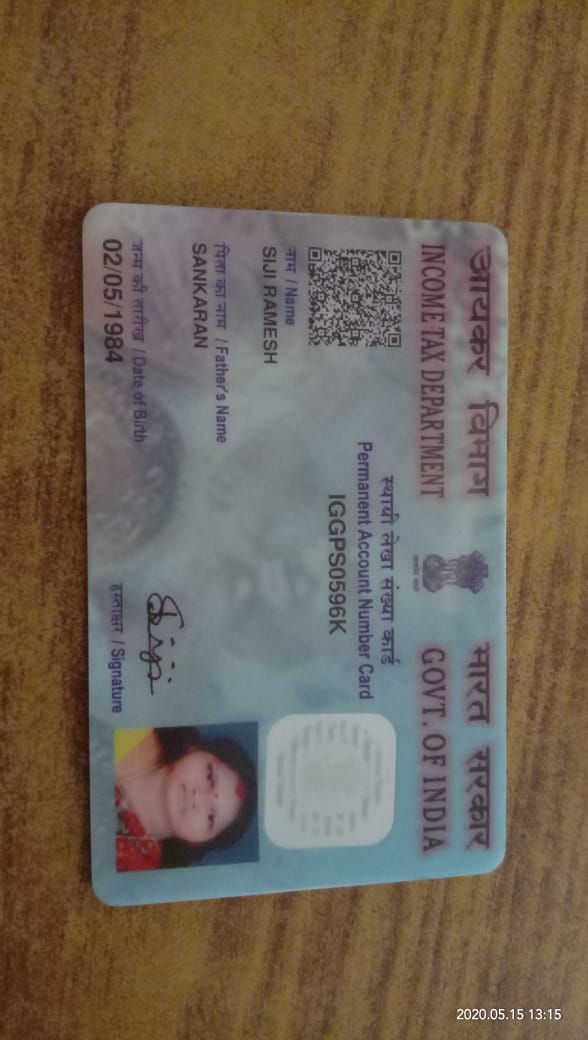 आयकर विभाग
INCOME TAX DEPARTMENT
भारत सरकार
GOVT. OF INDIA
स्थायी लेखा संख्या कार्ड
Permanent Account Number Card
IGGPS0596K
नाम / Name
SIJI RAMESH
पिता का नाम / Father's Name
SANKARAN
जन्म की तारीख / Date of Birth
02/05/1984
Siji
हस्ताक्षर / Signature
2020.05.15 13:15